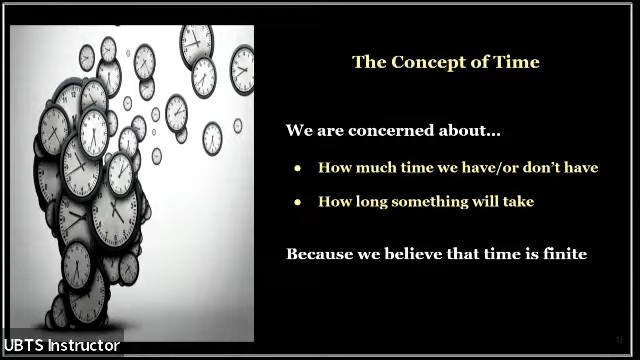 The Concept of Time
We are concerned about...
● How much time we have/or don't have
● How long something will take
Because we believe that time is finite
UBTS Instructor